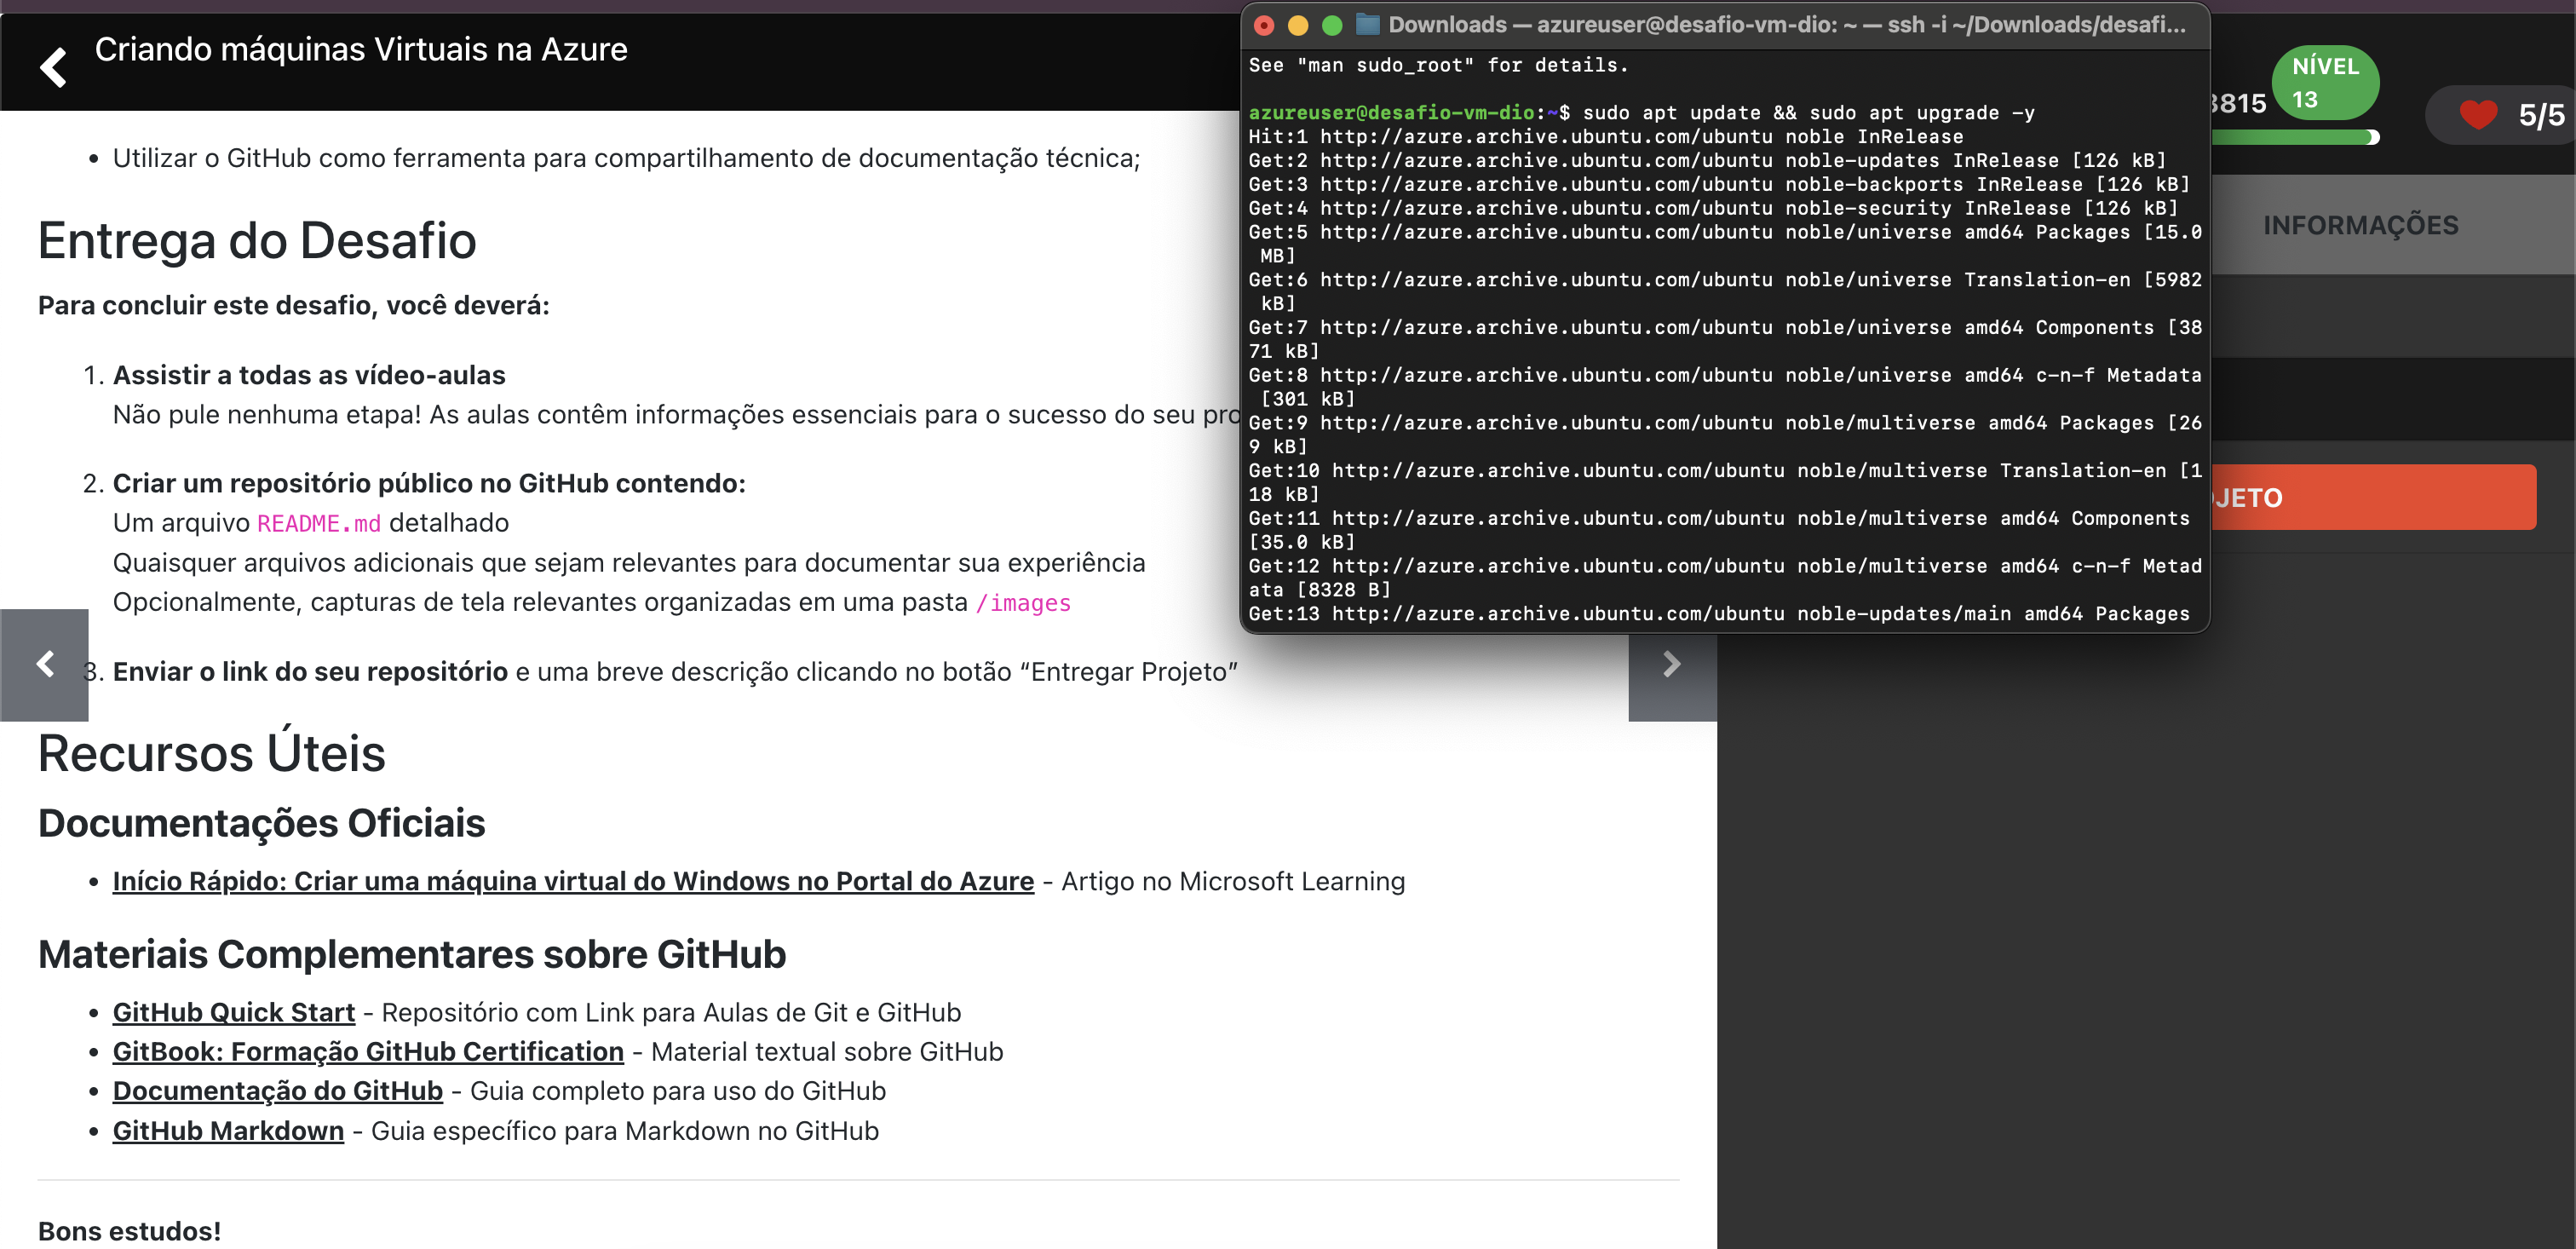 Criando máquinas Virtuais na Azure
Utilizar o GitHub como ferramenta para compartilhamento de documentação técnica;
Entrega do Desafio
Para concluir este desafio, você deverá:
1. Assistir a todas as vídeo-aulas
Não pule nenhuma etapa! As aulas contêm informações essenciais para o sucesso do seu
2. Criar um repositório público no GitHub contendo:
Um arquivo README.md detalhado
Quaisquer arquivos adicionais que sejam relevantes para documentar sua experiência
Opcionalmente, capturas de tela relevantes organizadas em uma pasta /images
3. Enviar o link do seu repositório e uma breve descrição clicando no botão “Entregar Projeto”
Recursos Úteis
Documentações Oficiais
Início Rápido: Criar uma máquina virtual do Windows no Portal do Azure - Artigo no Microsoft Learning
Materiais Complementares sobre GitHub
GitHub Quick Start - Repositório com Link para Aulas de Git e GitHub
GitBook: Formação GitHub Certification - Material textual sobre GitHub
Documentação do GitHub - Guia completo para uso do GitHub
GitHub Markdown - Guia específico para Markdown no GitHub
Bons estudos!
Downloads — azureuser@desafio-vm-dio: ~ — ssh -i ~/Downloads/desafi...
See "man sudo_root" for details.
azureuser@desafio-vm-dio:~$ sudo apt update && sudo apt upgrade -y
Hit:1 http://azure.archive.ubuntu.com/ubuntu noble InRelease
Get:2 http://azure.archive.ubuntu.com/ubuntu noble-updates InRelease [126 kB]
Get:3 http://azure.archive.ubuntu.com/ubuntu noble-backports InRelease [126 kB]
Get:4 http://azure.archive.ubuntu.com/ubuntu noble-security InRelease [126 kB]
Get:5 http://azure.archive.ubuntu.com/ubuntu noble/universe amd64 Packages [15.0
MB]
Get:6 http://azure.archive.ubuntu.com/ubuntu noble/universe Translation-en [5982
kB]
Get:7 http://azure.archive.ubuntu.com/ubuntu noble/universe amd64 Components [38
71 kB]
Get:8 http://azure.archive.ubuntu.com/ubuntu noble/universe amd64 c-n-f Metadata
[301 kB]
Get:9 http://azure.archive.ubuntu.com/ubuntu noble/multiverse amd64 Packages [26
9 kB]
Get:10 http://azure.archive.ubuntu.com/ubuntu noble/multiverse Translation-en [1
18 kB]
Get:11 http://azure.archive.ubuntu.com/ubuntu noble/multiverse amd64 Components
[35.0 kB]
Get:12 http://azure.archive.ubuntu.com/ubuntu noble/multiverse amd64 c-n-f Metad
ata [8328 B]
Get:13 http://azure.archive.ubuntu.com/ubuntu noble-updates/main amd64 Packages
815
NÍVEL
13
5/5
INFORMAÇÕES
JETO